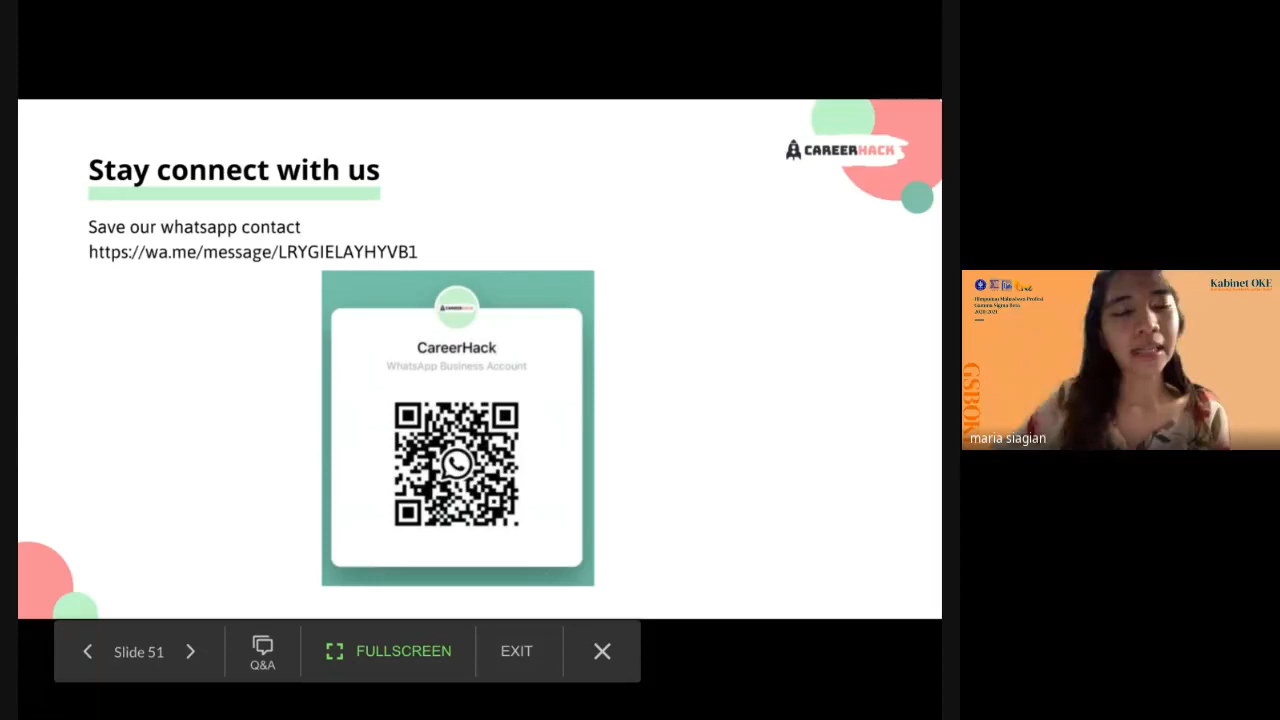 Stay connect with us
CAREERHACK
Save our whatsapp contact
https://wa.me/message/LRYGIELAYHYVB1
CareerHack
WhatsApp Business Account
Slide 51
Q&A
FULLSCREEN
EXIT
Kabinet OKE
Himpunan Mahasiswa Profesi
Gamma Sigma Beta
2020/2021
maria siagian